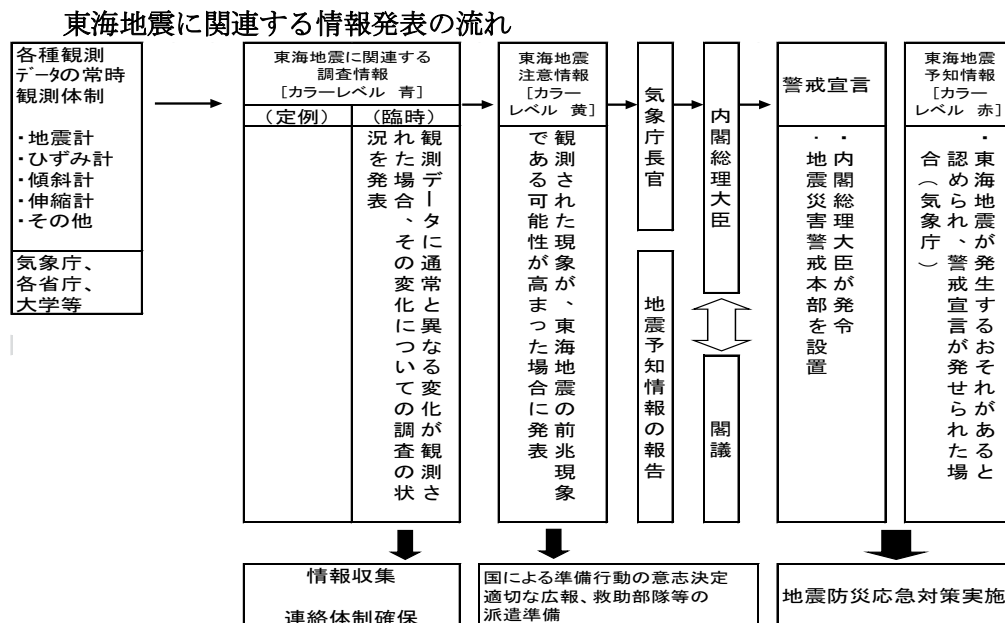 東海地震に関連する情報発表の流れ
各種観測
データの常時
観測体制
・地震計
・ひずみ計
・傾斜計
・伸縮計
・その他
気象庁、
各省庁、
大学等
東海地震に関連する
調査情報
[カラーレベル 青]
(定例)
(臨時)
観測データに通常と異なる変化が観測さ
れた場合、その変化についての調査の状
況を発表
東海地震
注意情報
[カラー
レベル 黄]
観測された現象が、東海地震の前兆現象
である可能性が高まった場合に発表
気象庁長官
地震予知情報の報告
内閣総理大臣
閣議
警戒宣言
・内閣総理大臣が発令
・地震災害警戒本部を設置
東海地震
予知情報
[カラー
レベル 赤]
・東海地震が発生するおそれがあると
認められ、警戒宣言が発せられた場
合(気象庁)
情報収集
連絡体制確保
国による準備行動の意志決定
適切な広報、救助部隊等の
派遣準備
地震防災応急対策実施